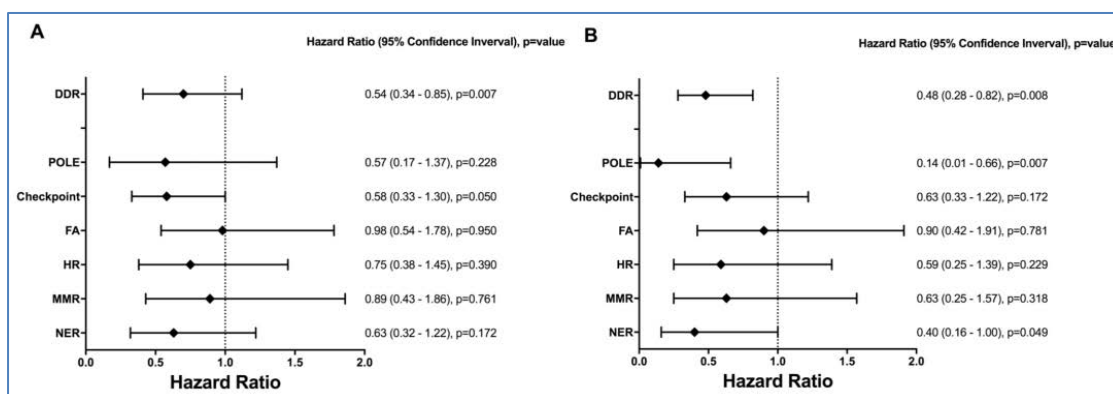 A
Hazard Ratio (95% Confidence Inverval), p=value
DDR 0.54 (0.34 - 0.85), p=0.007
POLE 0.57 (0.17 - 1.37), p=0.228
Checkpoint 0.58 (0.33 - 1.30), p=0.050
FA 0.98 (0.54 - 1.78), p=0.950
HR 0.75 (0.38 - 1.45), p=0.390
MMR 0.89 (0.43 - 1.86), p=0.761
NER 0.63 (0.32 - 1.22), p=0.172
0.0 0.5 1.0 1.5 2.0
Hazard Ratio
B
Hazard Ratio (95% Confidence Inverval), p=value
DDR 0.48 (0.28 - 0.82), p=0.008
POLE 0.14 (0.01 - 0.66), p=0.007
Checkpoint 0.63 (0.33 - 1.22), p=0.172
FA 0.90 (0.42 - 1.91), p=0.781
HR 0.59 (0.25 - 1.39), p=0.229
MMR 0.63 (0.25 - 1.57), p=0.318
NER 0.40 (0.16 - 1.00), p=0.049
0.0 0.5 1.0 1.5 2.0
Hazard Ratio